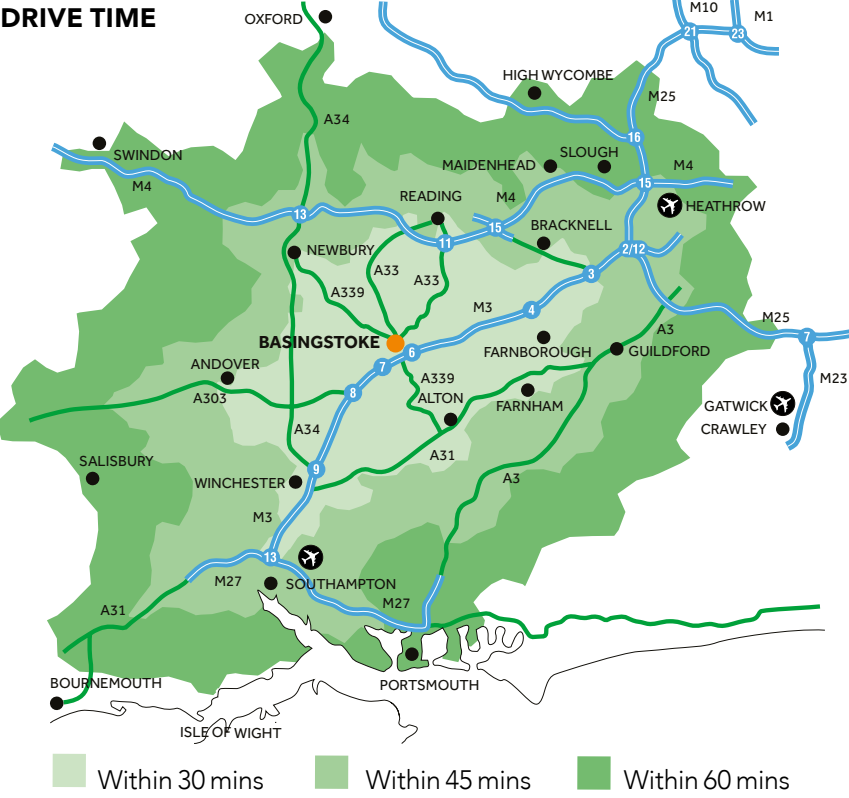 DRIVE TIME
OXFORD
M10
M1
21
23
HIGH WYCOMBE
M25
A34
16
SWINDON
SLOUGH
MAIDENHEAD
M4
M4
15
READING
M4
HEATHROW
13
15
BRACKNELL
11
2/12
NEWBURY
A33
A33
3
A339
M3
4
M25
A3
BASINGSTOKE
6
7
FARNBOROUGH
GUILDFORD
7
ANDOVER
A339
M23
A303
8
ALTON
FARNHAM
GATWICK
CRAWLEY
A34
A31
SALISBURY
9
WINCHESTER
A3
M3
13
M27
SOUTHAMPTON
A31
M27
BOURNEMOUTH
PORTSMOUTH
ISLE OF WIGHT
Within 30 mins
Within 45 mins
Within 60 mins